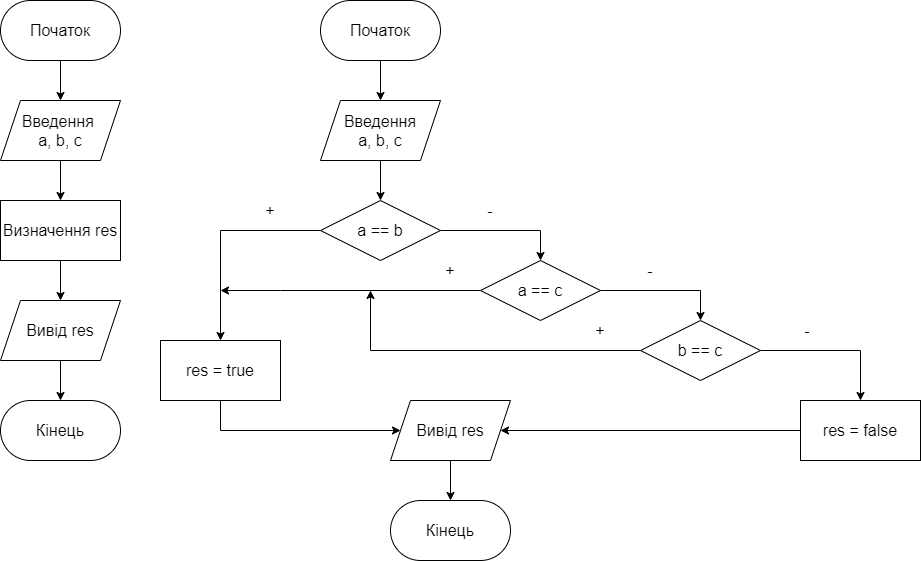 Початок
Введення
a, b, c
Визначення res
Вивід res
Кінець
Початок
Введення
a, b, c
+
a == b
-
+
a == c
-
+
b == c
-
res = true
Вивід res
res = false
Кінець